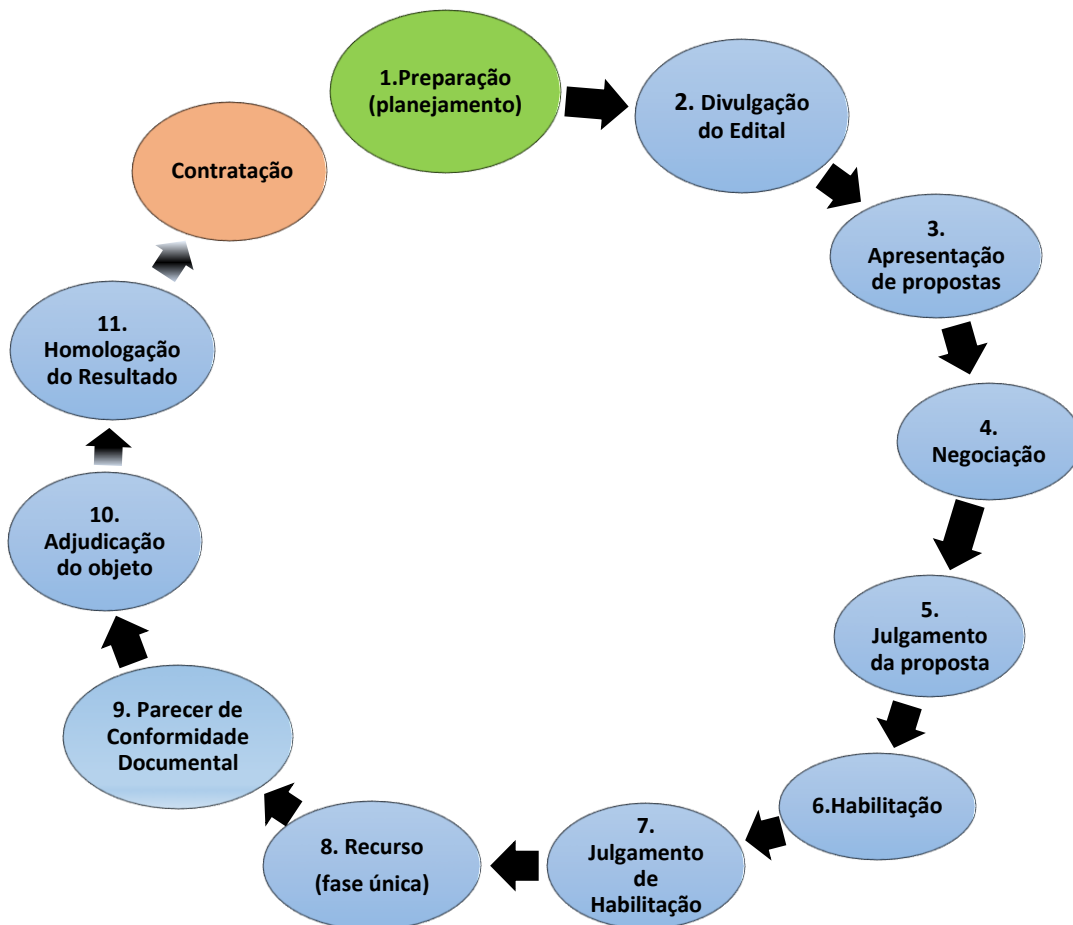 1.Preparação
(planejamento)
2. Divulgação
do Edital
3.
Apresentação
de propostas
4.
Negociação
5.
Julgamento
da proposta
6.Habilitação
7.
Julgamento
de
Habilitação
8. Recurso
(fase única)
9. Parecer de
Conformidade
Documental
10.
Adjudicação
do objeto
11.
Homologação
do Resultado
Contratação